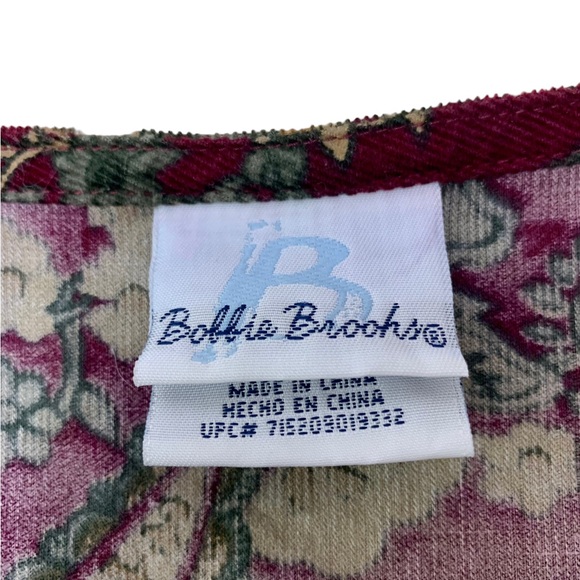 B
Bobbie Brooks®
MADE IN CHINA
HECHO EN CHINA
UPC# 715209019332